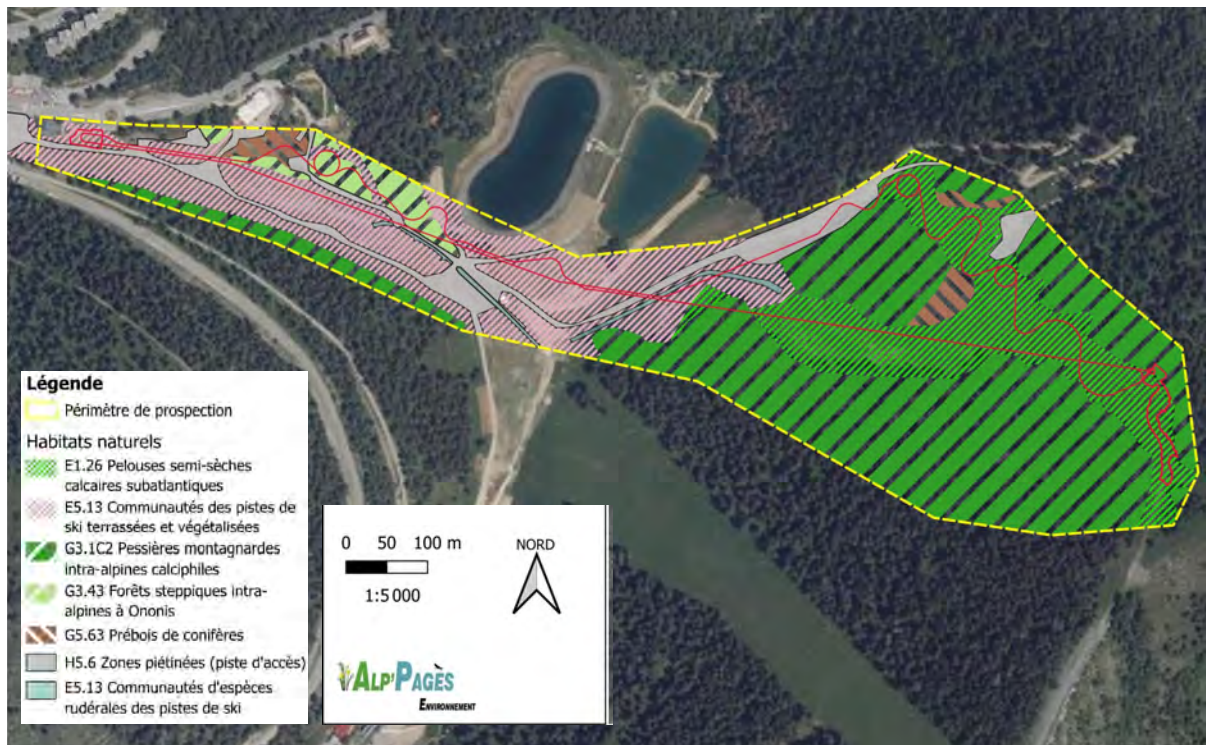 Légende
Périmètre de prospection
Habitats naturels
E1.26 Pelouses semi-sèches
calcaires subatlantiques
E5.13 Communautés des pistes de
ski terrassées et végétalisées
G3.1C2 Pessières montagnardes
intra-alpines calciphiles
G3.43 Forêts steppiques intra-
alpines à Ononis
G5.63 Prébois de conifères
H5.6 Zones piétinées (piste d'accès)
E5.13 Communautés d'espèces
rudérales des pistes de ski
0 50 100 m
1:5 000
NORD
ALP'PAGÈS
ENVIRONNEMENT